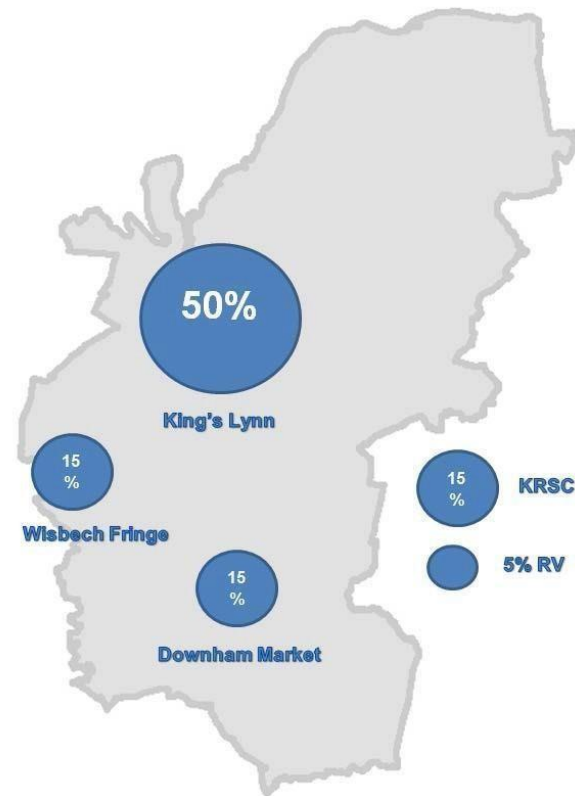 50%
King's Lynn
15
%
Wisbech Fringe
15
%
KRSC
5% RV
15
%
Downham Market